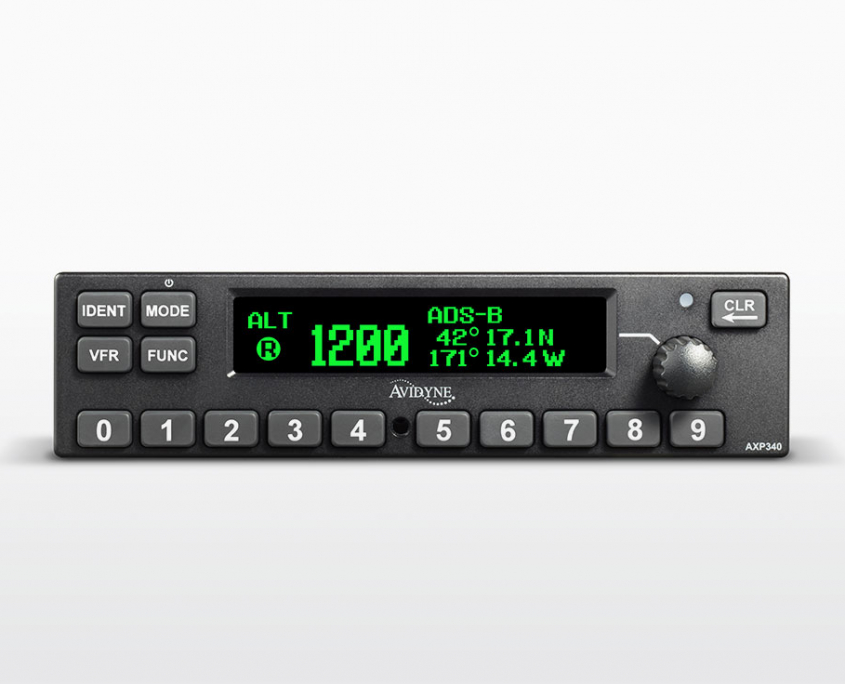 IDENT
MODE
VFR
FUNC
ALT
R
1200
ADS-B
42° 17.1N
171° 14.4W
CLR
AVIDYNE
0 1 2 3 4 5 6 7 8 9
AXP340